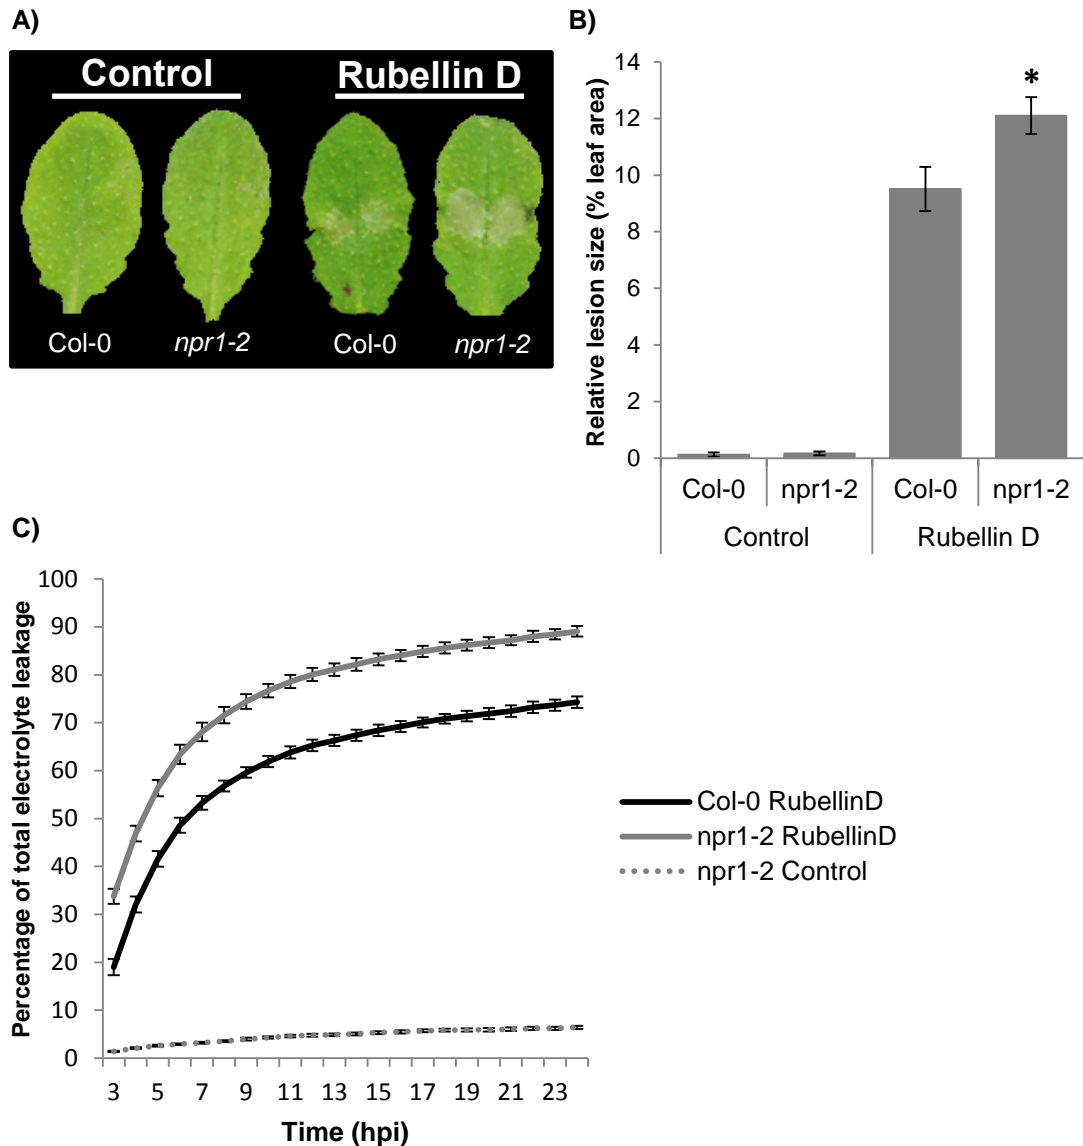 A)
Control Rubellin D
Col-0 npr1-2 Col-0 npr1-2
B)
Relative lesion size (% leaf area)
14
12
10
8
6
4
2
0
*
Col-0 npr1-2 Col-0 npr1-2
Control Rubellin D
C)
Percentage of total electrolyte leakage
100
90
80
70
60
50
40
30
20
10
0
3 5 7 9 11 13 15 17 19 21 23
Time (hpi)
Col-0 RubellinD
npr1-2 RubellinD
npr1-2 Control